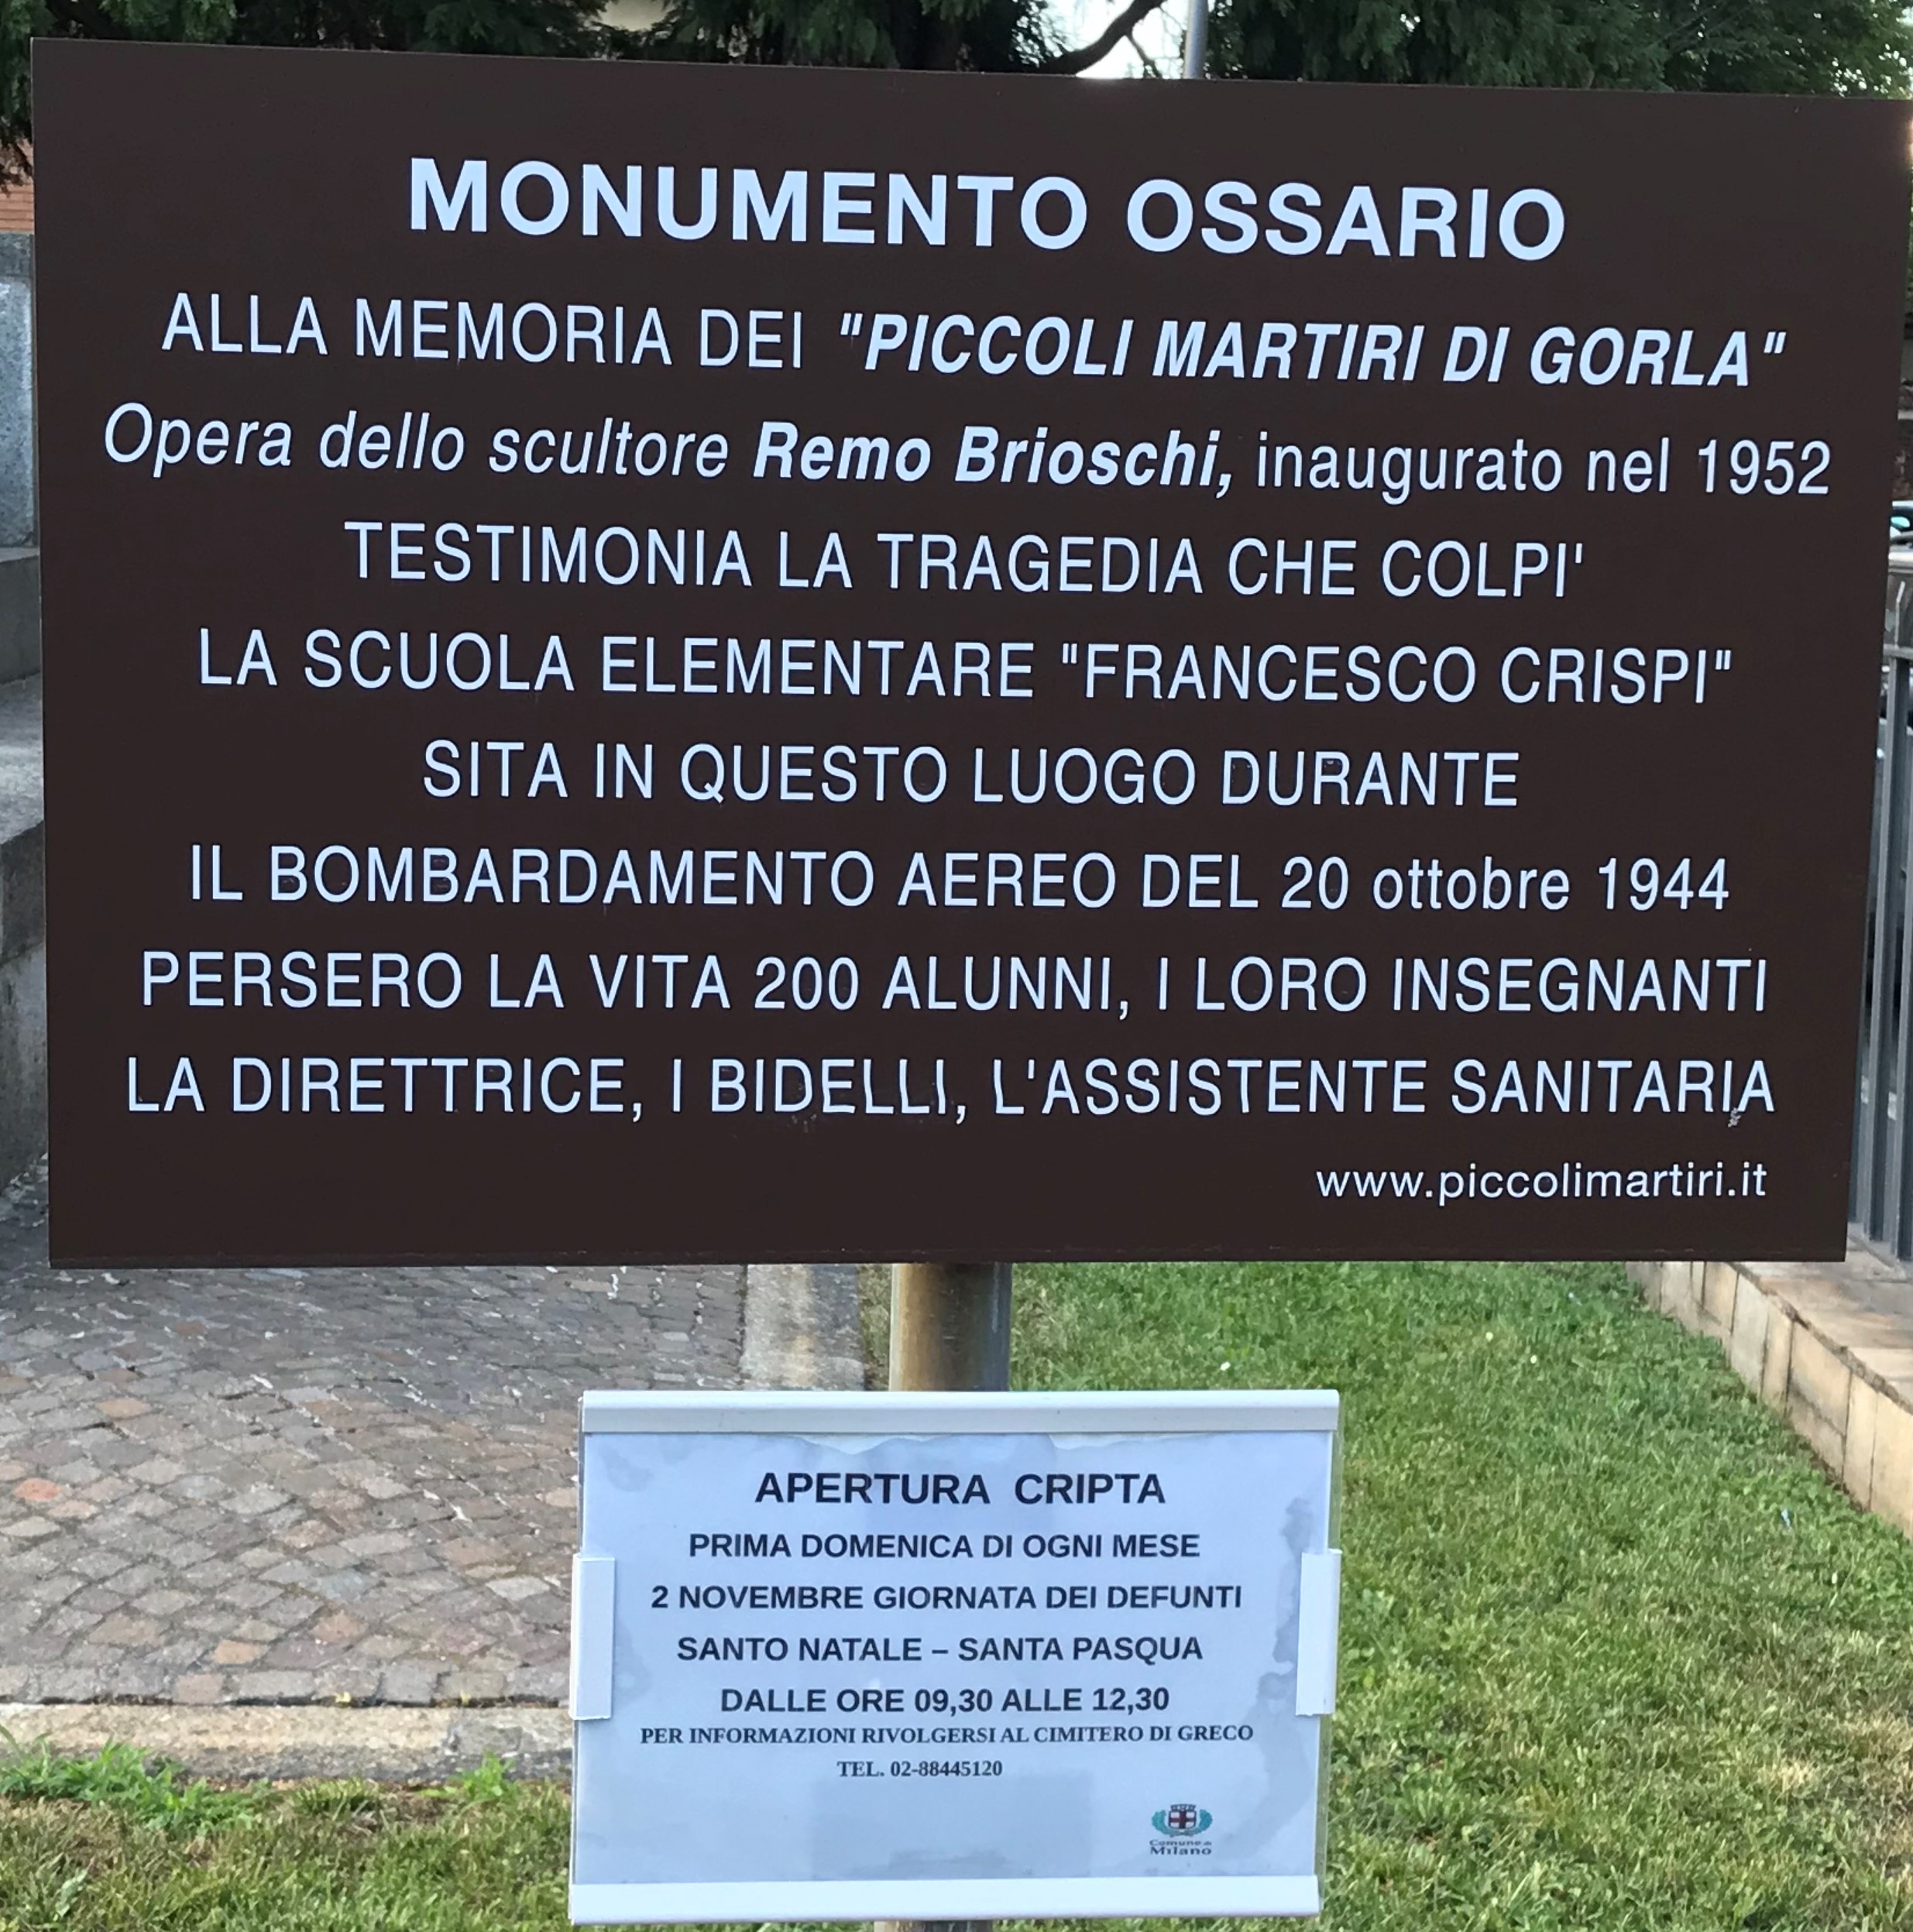 MONUMENTO OSSARIO
ALLA MEMORIA DEI "PICCOLI MARTIRI DI GORLA"
Opera dello scultore Remo Brioschi, inaugurato nel 1952
TESTIMONIA LA TRAGEDIA CHE COLPI'
LA SCUOLA ELEMENTARE "FRANCESCO CRISPI"
SITA IN QUESTO LUOGO DURANTE
IL BOMBARDAMENTO AEREO DEL 20 ottobre 1944
PERSERO LA VITA 200 ALUNNI, I LORO INSEGNANTI
LA DIRETTRICE, I BIDELLI, L'ASSISTENTE SANITARIA
www.piccolimartiri.it
APERTURA CRIPTA
PRIMA DOMENICA DI OGNI MESE
2 NOVEMBRE GIORNATA DEI DEFUNTI
SANTO NATALE – SANTA PASQUA
DALLE ORE 09,30 ALLE 12,30
PER INFORMAZIONI RIVOLGERSI AL CIMITERO DI GRECO
TEL. 02-88445120
Comune di
Milano